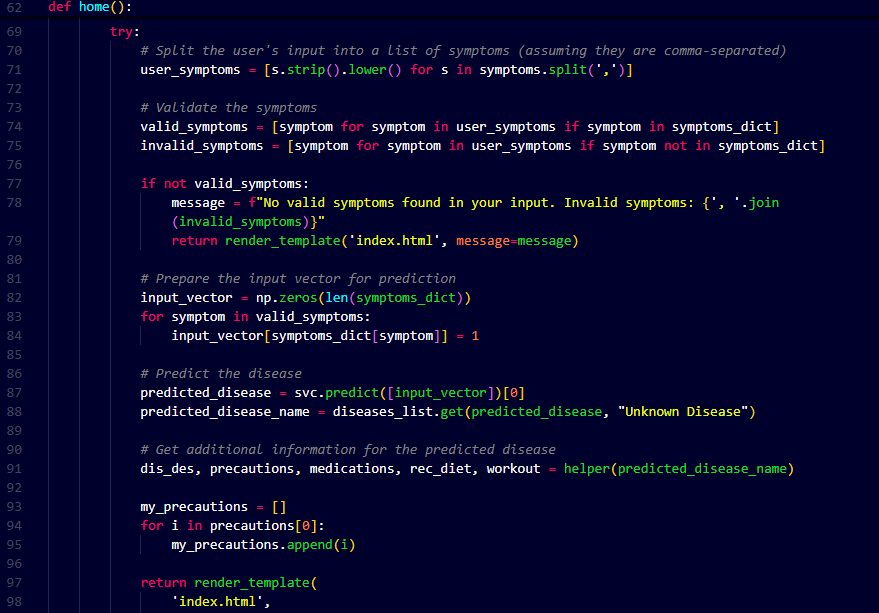 62 def home():
69 try:
70 # Split the user's input into a list of symptoms (assuming they are comma-separated)
71 user_symptoms = [s.strip().lower() for s in symptoms.split(',')]
72
73 # Validate the symptoms
74 valid_symptoms = [symptom for symptom in user_symptoms if symptom in symptoms_dict]
75 invalid_symptoms = [symptom for symptom in user_symptoms if symptom not in symptoms_dict]
76
77 if not valid_symptoms:
78 message = f"No valid symptoms found in your input. Invalid symptoms: {', '.join
(invalid_symptoms)}"
79 return render_template('index.html', message=message)
80
81 # Prepare the input vector for prediction
82 input_vector = np.zeros(len(symptoms_dict))
83 for symptom in valid_symptoms:
84 input_vector[symptoms_dict[symptom]] = 1
85
86 # Predict the disease
87 predicted_disease = svc.predict([input_vector])[0]
88 predicted_disease_name = diseases_list.get(predicted_disease, "Unknown Disease")
89
90 # Get additional information for the predicted disease
91 dis_des, precautions, medications, rec_diet, workout = helper(predicted_disease_name)
92
93 my_precautions = []
94 for i in precautions[0]:
95 my_precautions.append(i)
96
97 return render_template(
98 'index.html',